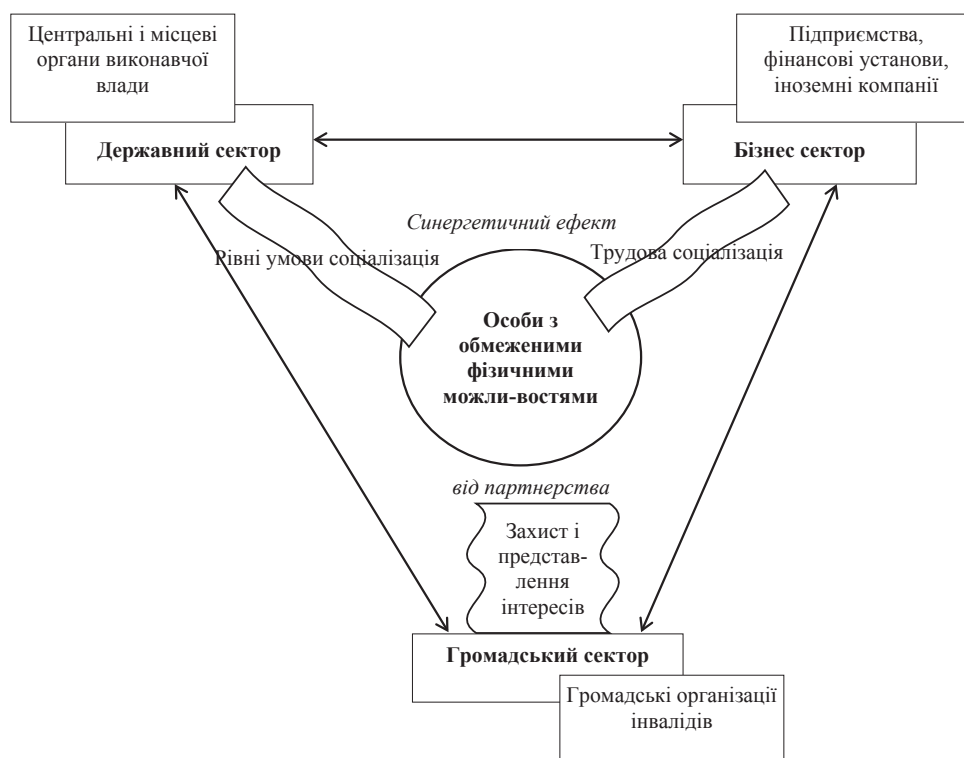 Центральні і місцеві
органи виконавчої
влади
Підприємства,
фінансові установи,
іноземні компанії
Державний сектор
Бізнес сектор
Синергетичний ефект
Рівні умови соціалізація
Трудова соціалізація
Особи з
обмеженими
фізичними
можли-востями
від партнерства
Захист і
представ-
лення
інтересів
Громадський сектор
Громадські організації
інвалідів